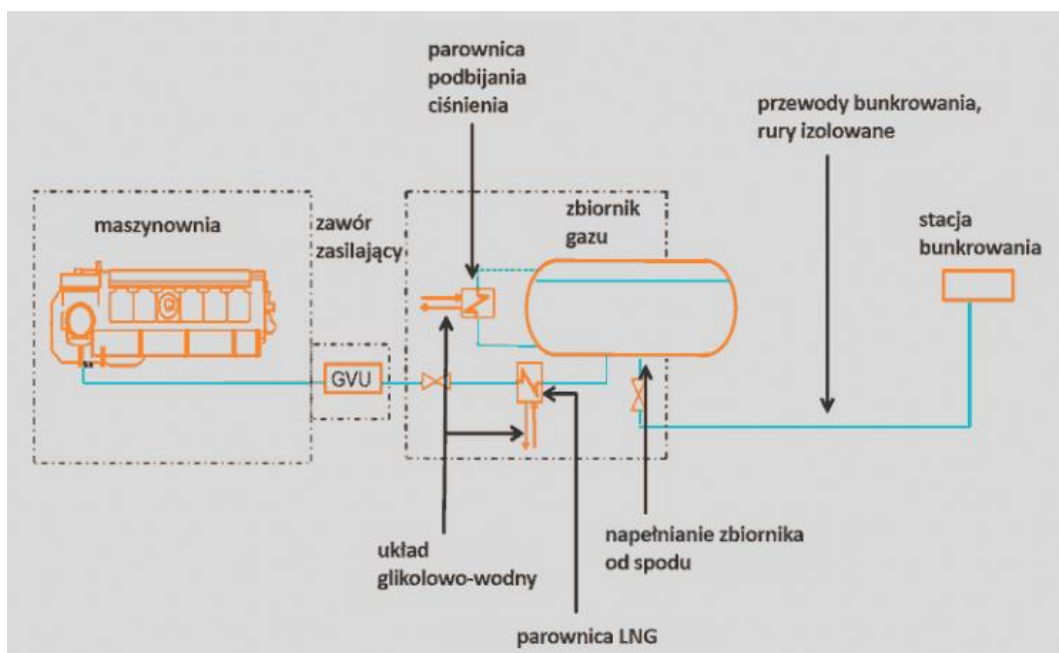 parownica
podbijania
ciśnienia
przewody bunkrowania,
rury izolowane
maszynownia
zawór
zasilający
zbiornik
gazu
stacja
bunkrowania
GVU
układ
glikolowo-wodny
napełnianie zbiornika
od spodu
parownica LNG